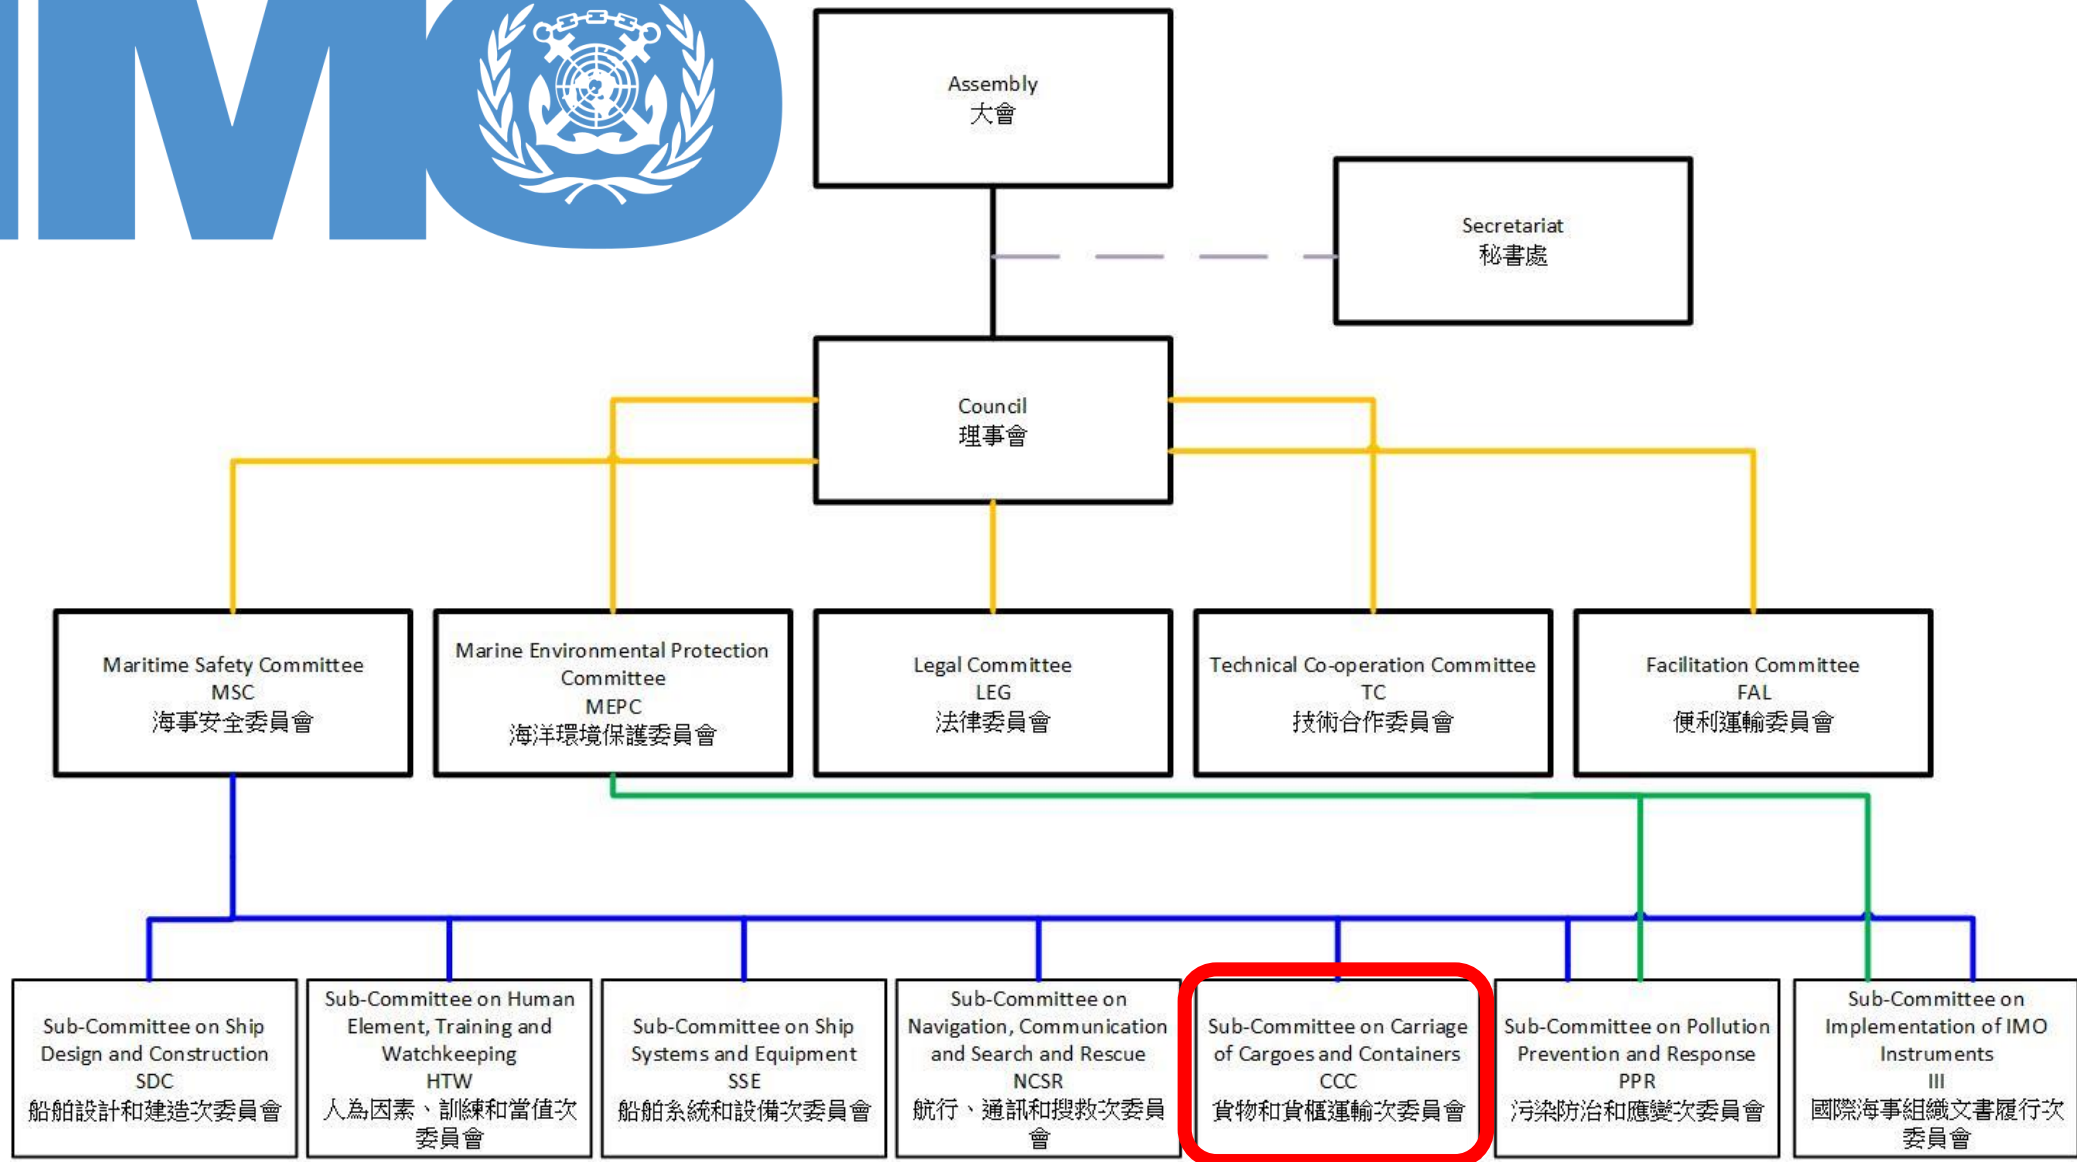 IMO
Assembly
大會
Secretariat
秘書處
Council
理事會
Maritime Safety Committee
MSC
海事安全委員會
Marine Environmental Protection
Committee
MEPC
海洋環境保護委員會
Legal Committee
LEG
法律委員會
Technical Co-operation Committee
TC
技術合作委員會
Facilitation Committee
FAL
便利運輸委員會
Sub-Committee on Ship
Design and Construction
SDC
船舶設計和建造次委員會
Sub-Committee on Human
Element, Training and
Watchkeeping
HTW
人為因素、訓練和當值次
委員會
Sub-Committee on Ship
Systems and Equipment
SSE
船舶系統和設備次委員會
Sub-Committee on
Navigation, Communication
and Search and Rescue
NCSR
航行、通訊和搜救次委員
會
Sub-Committee on Carriage
of Cargoes and Containers
CCC
貨物和貨櫃運輸次委員會
Sub-Committee on Pollution
Prevention and Response
PPR
污染防治和應變次委員會
Sub-Committee on
Implementation of IMO
Instruments
III
國際海事組織文書履行次
委員會